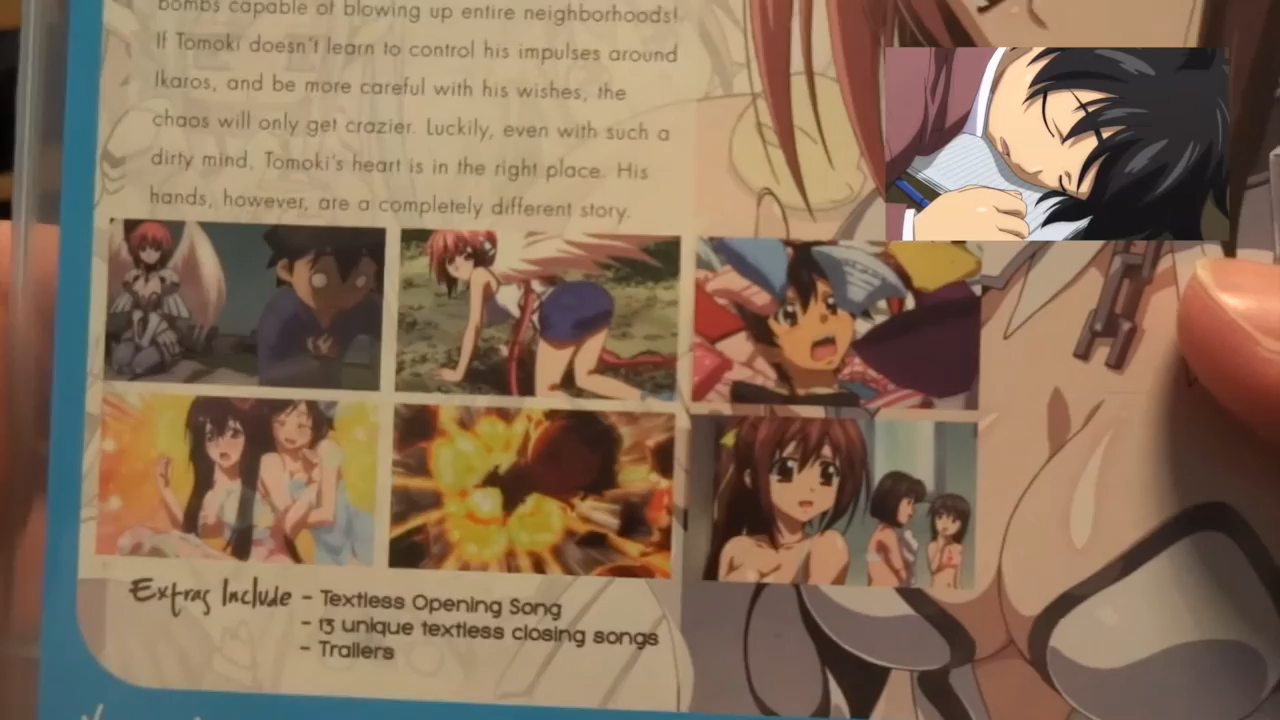 bombs capable of blowing up entire neighborhoods!
If Tomoki doesn't learn to control his impulses around
Ikaros, and be more careful with his wishes, the
chaos will only get crazier. Luckily, even with such a
dirty mind, Tomoki's heart is in the right place. His
hands, however, are a completely different story.
Extras Include - Textless Opening Song
- 13 unique textless closing songs
- Trailers